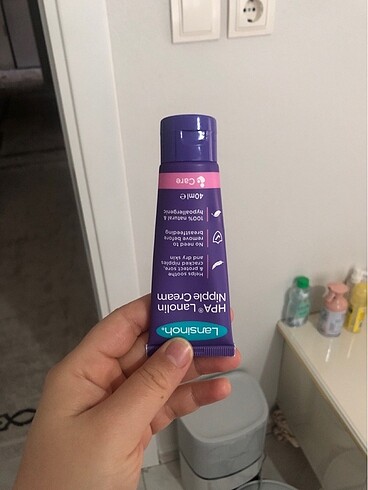 Lansinoh®
HPA® Lanolin
Nipple Cream
Helps soothe
& protect sore,
cracked nipples
and dry skin
No need to
remove before
breastfeeding
100% natural &
hypoallergenic
40ml e
Care